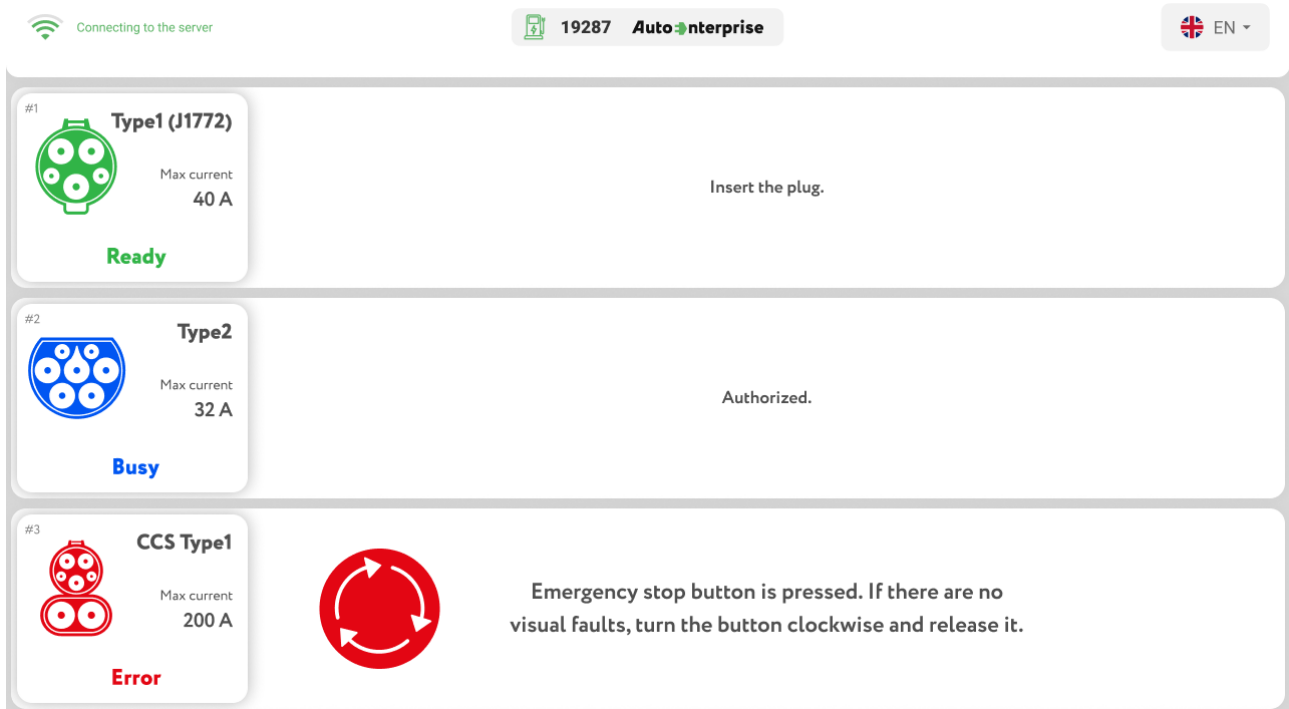 Connecting to the server
19287 Auto nterprise
EN
#1
Type1 (J1772)
Max current
40 A
Ready
Insert the plug.
#2
Type2
Max current
32 A
Busy
Authorized.
#3
CCS Type1
Max current
200 A
Error
Emergency stop button is pressed. If there are no
visual faults, turn the button clockwise and release it.